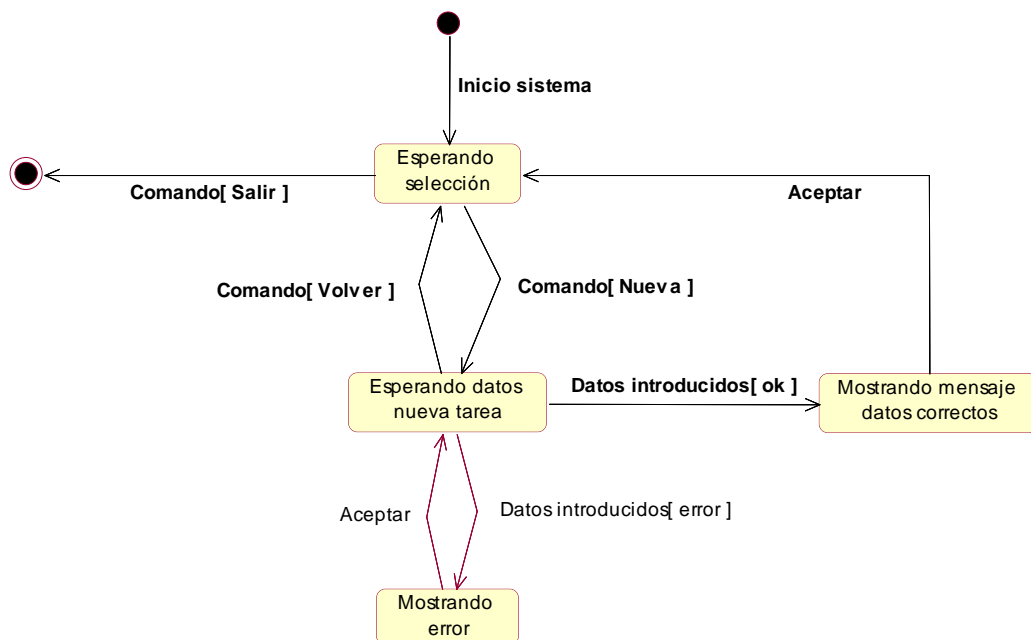 Inicio sistema
Esperando
selección
Comando[ Salir ]
Aceptar
Comando[ Volver ]
Comando[ Nueva ]
Esperando datos
nueva tarea
Datos introducidos[ ok ]
Mostrando mensaje
datos correctos
Aceptar
Datos introducidos[ error ]
Mostrando
error